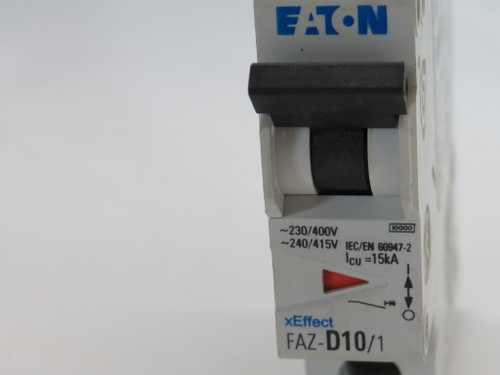 EATON
~230/400V
10000
~240/415V
IEC/EN 60947-2
Icu =15kA
I
O
xEffect
FAZ-D10/1